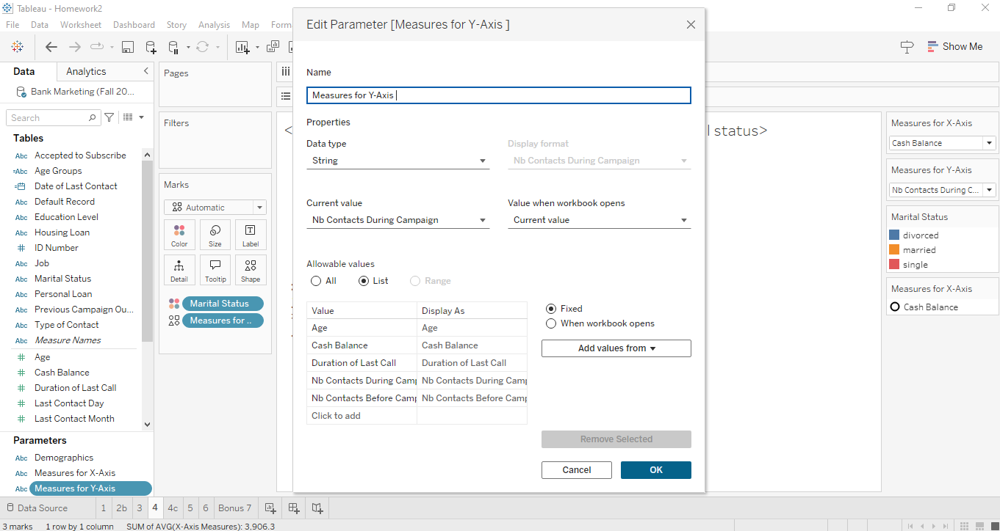 Tableau - Homework2
File Data Worksheet Dashboard Story Analysis Map Form
Show Me
Data Analytics
Bank Marketing (Fall 20...
Search
Tables
Abc Accepted to Subscribe
=Abc Age Groups
Date of Last Contact
Abc Default Record
Abc Education Level
Abc Housing Loan
# ID Number
Abc Job
Abc Marital Status
Abc Personal Loan
Abc Previous Campaign Ou...
Abc Type of Contact
Abc Measure Names
# Age
# Cash Balance
# Duration of Last Call
# Last Contact Day
# Last Contact Month
Parameters
Abc Demographics
Abc Measures for X-Axis
Abc Measures for Y-Axis
Pages
Filters
Marks
Automatic
Color Size Label
Detail Tooltip Shape
Marital Status
Measures for ..
<
l status>
Edit Parameter [Measures for Y-Axis ]
Name
Measures for Y-Axis
Properties
Data type Display format
String Nb Contacts During Campaign
Current value Value when workbook opens
Nb Contacts During Campaign Current value
Allowable values
All List Range
Value Display As
Age Age
Cash Balance Cash Balance
Duration of Last Call Duration of Last Call
Nb Contacts During Camp Nb Contacts During Camp
Nb Contacts Before Camp Nb Contacts Before Camp
Click to add
Fixed
When workbook opens
Add values from
Remove Selected
Cancel OK
Measures for X-Axis
Cash Balance
Measures for Y-Axis
Nb Contacts During C...
Marital Status
divorced
married
single
Measures for X-Axis
Cash Balance
Data Source 1 2b 3 4 4c 5 6 Bonus 7
3 marks 1 row by 1 column SUM of AVG(X-Axis Measures): 3,906.3